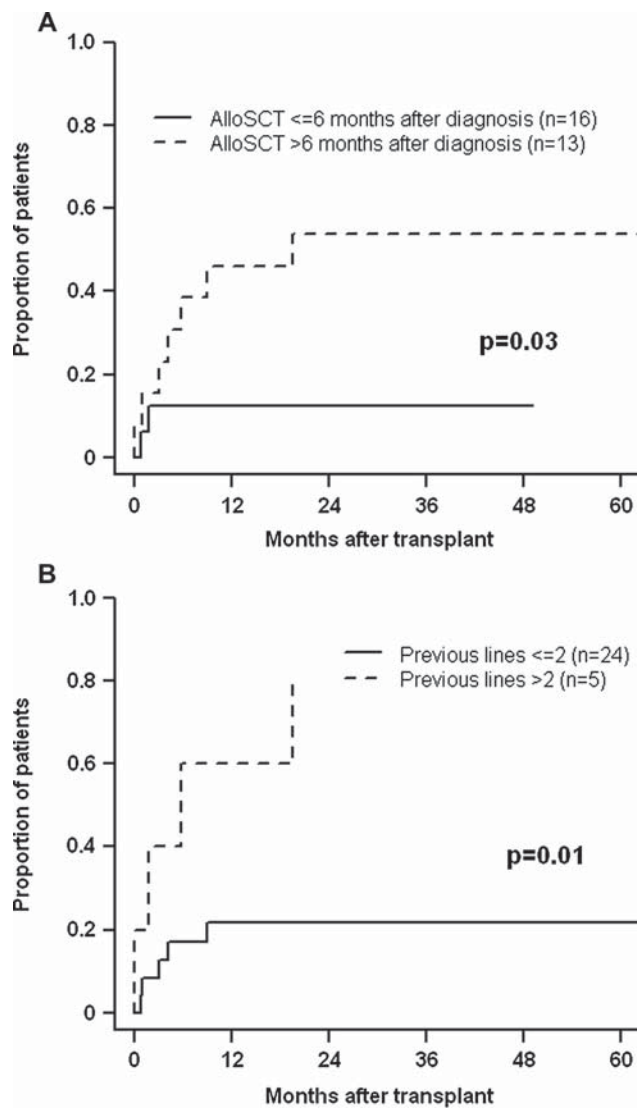 A
1.0
0.8
0.6
0.4
0.2
0
Proportion of patients
AlloSCT <=6 months after diagnosis (n=16)
AlloSCT >6 months after diagnosis (n=13)
p=0.03
0 12 24 36 48 60
Months after transplant
B
1.0
0.8
0.6
0.4
0.2
0
Proportion of patients
Previous lines <=2 (n=24)
Previous lines >2 (n=5)
p=0.01
0 12 24 36 48 60
Months after transplant